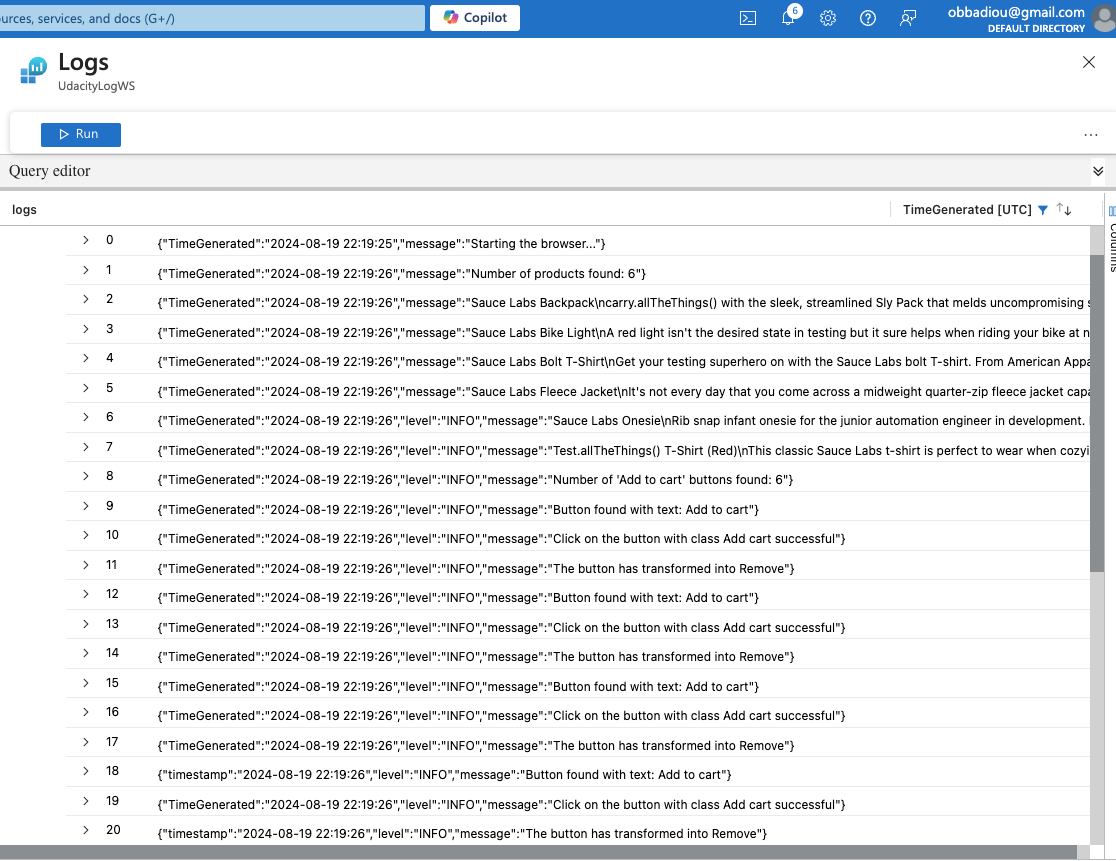 ources, services, and docs (G+/)
Copilot
6
obbadiou@gmail.com
DEFAULT DIRECTORY
Logs
UdacityLogWS
Run
...
Query editor
logs TimeGenerated [UTC]
Columns
0 {"TimeGenerated":"2024-08-19 22:19:25","message":"Starting the browser..."}
1 {"TimeGenerated":"2024-08-19 22:19:26","message":"Number of products found: 6"}
2 {"TimeGenerated":"2024-08-19 22:19:26","message":"Sauce Labs Backpack\ncarry.allTheThings() with the sleek, streamlined Sly Pack that melds uncompromising s
3 {"TimeGenerated":"2024-08-19 22:19:26","message":"Sauce Labs Bike Light\nA red light isn't the desired state in testing but it sure helps when riding your bike at n
4 {"TimeGenerated":"2024-08-19 22:19:26","message":"Sauce Labs Bolt T-Shirt\nGet your testing superhero on with the Sauce Labs bolt T-shirt. From American Appa
5 {"TimeGenerated":"2024-08-19 22:19:26","message":"Sauce Labs Fleece Jacket\nIt's not every day that you come across a midweight quarter-zip fleece jacket capa
6 {"TimeGenerated":"2024-08-19 22:19:26","level":"INFO","message":"Sauce Labs Onesie\nRib snap infant onesie for the junior automation engineer in development.
7 {"TimeGenerated":"2024-08-19 22:19:26","level":"INFO","message":"Test.allTheThings() T-Shirt (Red)\nThis classic Sauce Labs t-shirt is perfect to wear when cozyi
8 {"TimeGenerated":"2024-08-19 22:19:26","level":"INFO","message":"Number of 'Add to cart' buttons found: 6"}
9 {"TimeGenerated":"2024-08-19 22:19:26","level":"INFO","message":"Button found with text: Add to cart"}
10 {"TimeGenerated":"2024-08-19 22:19:26","level":"INFO","message":"Click on the button with class Add cart successful"}
11 {"TimeGenerated":"2024-08-19 22:19:26","level":"INFO","message":"The button has transformed into Remove"}
12 {"TimeGenerated":"2024-08-19 22:19:26","level":"INFO","message":"Button found with text: Add to cart"}
13 {"TimeGenerated":"2024-08-19 22:19:26","level":"INFO","message":"Click on the button with class Add cart successful"}
14 {"TimeGenerated":"2024-08-19 22:19:26","level":"INFO","message":"The button has transformed into Remove"}
15 {"TimeGenerated":"2024-08-19 22:19:26","level":"INFO","message":"Button found with text: Add to cart"}
16 {"TimeGenerated":"2024-08-19 22:19:26","level":"INFO","message":"Click on the button with class Add cart successful"}
17 {"TimeGenerated":"2024-08-19 22:19:26","level":"INFO","message":"The button has transformed into Remove"}
18 {"timestamp":"2024-08-19 22:19:26","level":"INFO","message":"Button found with text: Add to cart"}
19 {"TimeGenerated":"2024-08-19 22:19:26","level":"INFO","message":"Click on the button with class Add cart successful"}
20 {"timestamp":"2024-08-19 22:19:26","level":"INFO","message":"The button has transformed into Remove"}